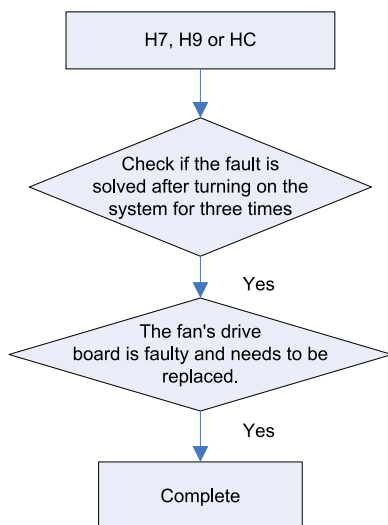 H7, H9 or HC
Check if the fault is
solved after turning on the
system for three times
Yes
The fan's drive
board is faulty and needs to be
replaced.
Yes
Complete